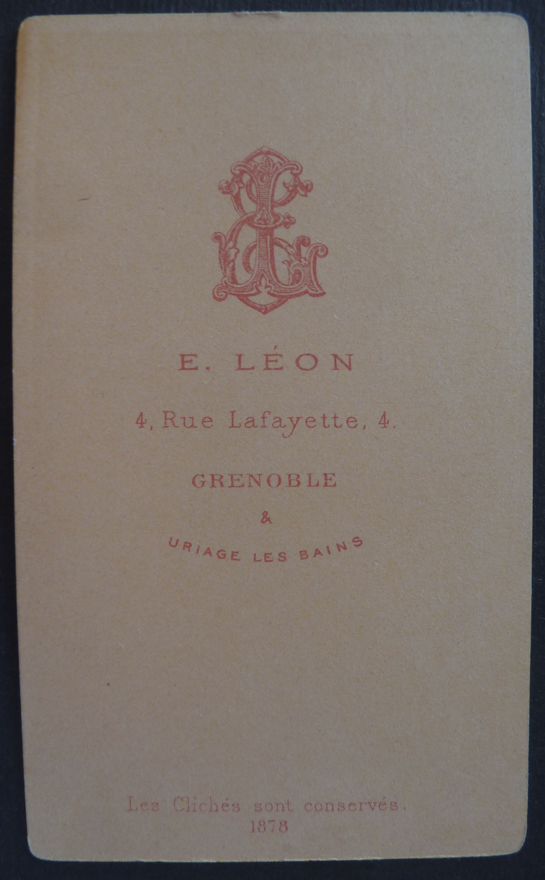 E. LÉON
4, Rue Lafayette, 4.
GRENOBLE
&
URIAGE LES BAINS
Les Clichés sont conservés.
1878